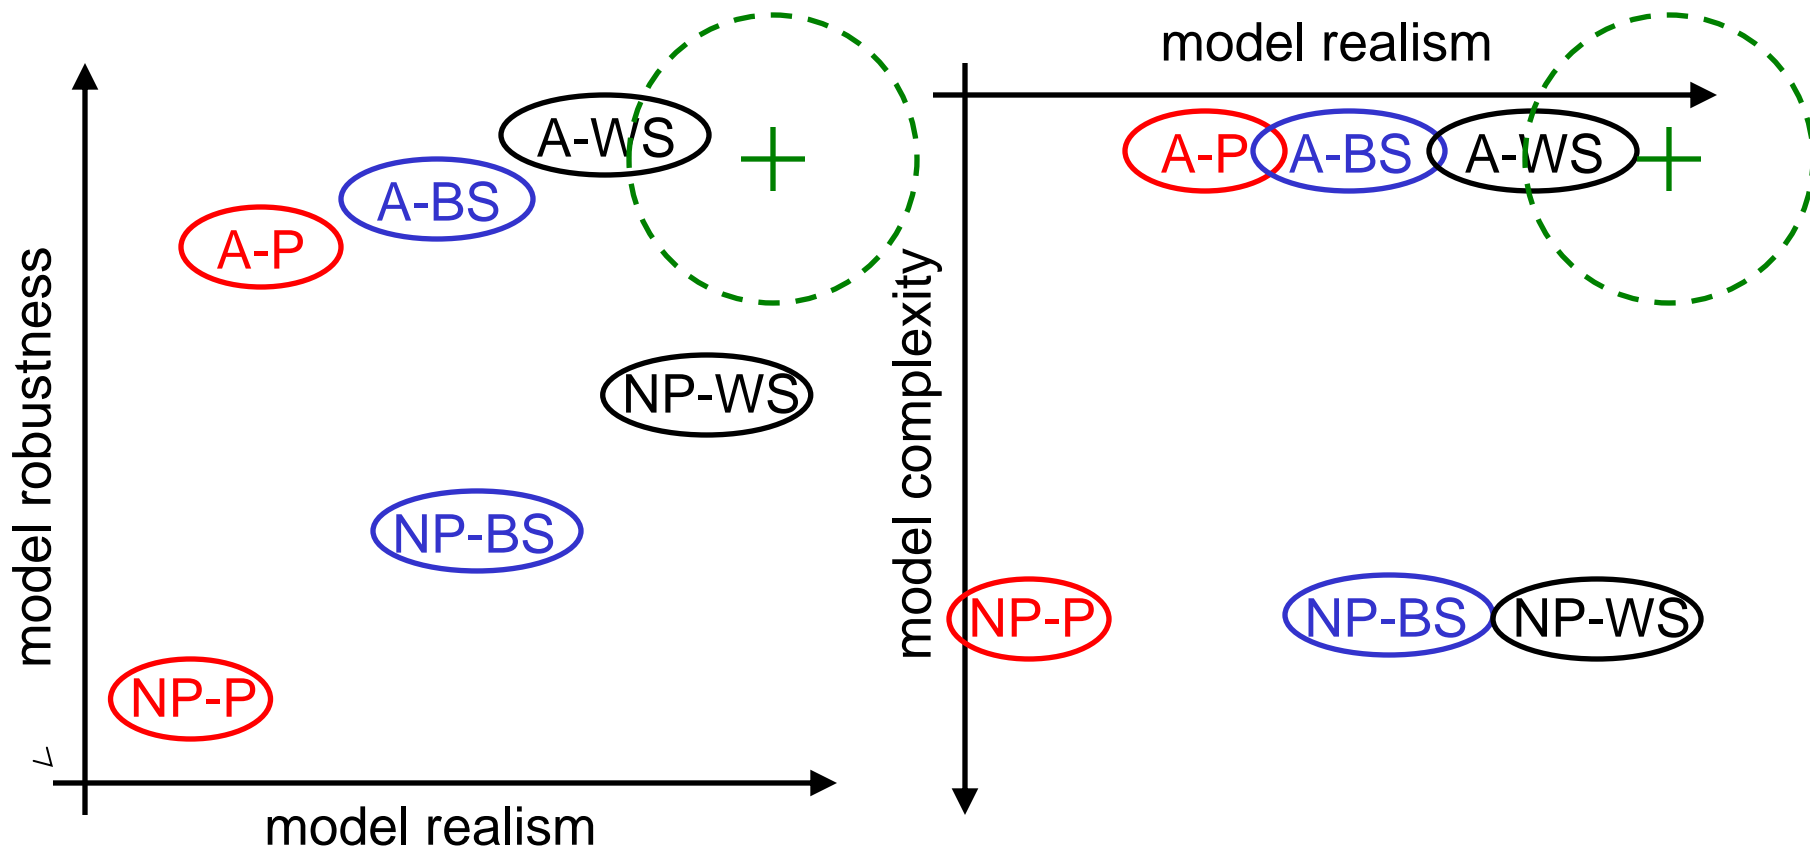 model robustness
A-WS
A-BS
A-P
NP-WS
NP-BS
NP-P
model realism
model realism
model complexity
A-P
A-BS
A-WS
NP-P
NP-BS
NP-WS